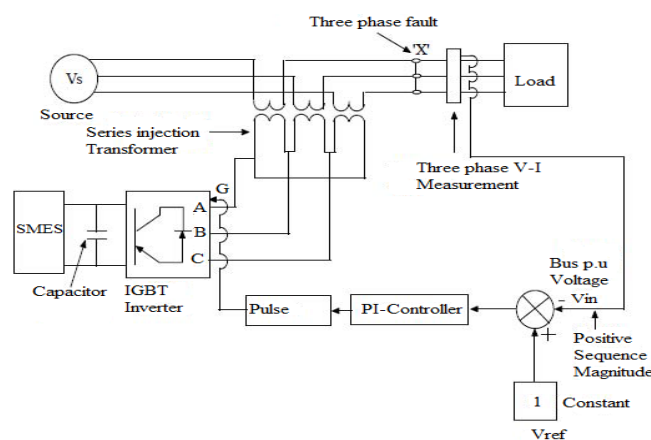 Three phase fault
'X'
Vs
Source
Load
Series injection
Transformer
Three phase V-I
Measurement
G
A
SMES
B
C
Capacitor
IGBT
Inverter
Bus p.u
Voltage
- Vin
Pulse
PI-Controller
+
Positive
Sequence
Magnitude
1
Constant
Vref